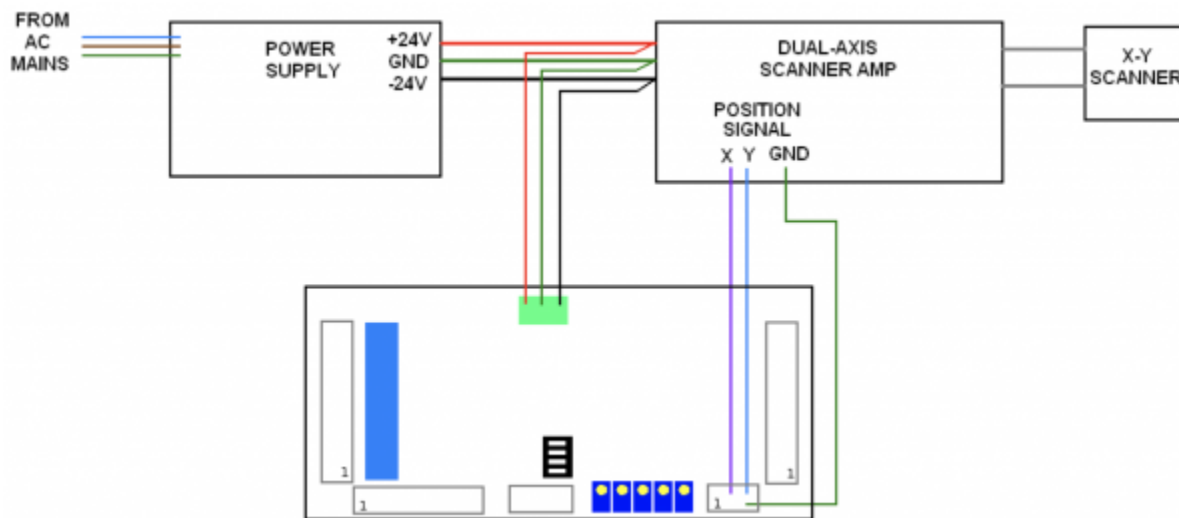 FROM
AC
MAINS
POWER
SUPPLY
+24V
GND
-24V
DUAL-AXIS
SCANNER AMP
POSITION
SIGNAL
X Y GND
X-Y
SCANNER
1
1
1
1